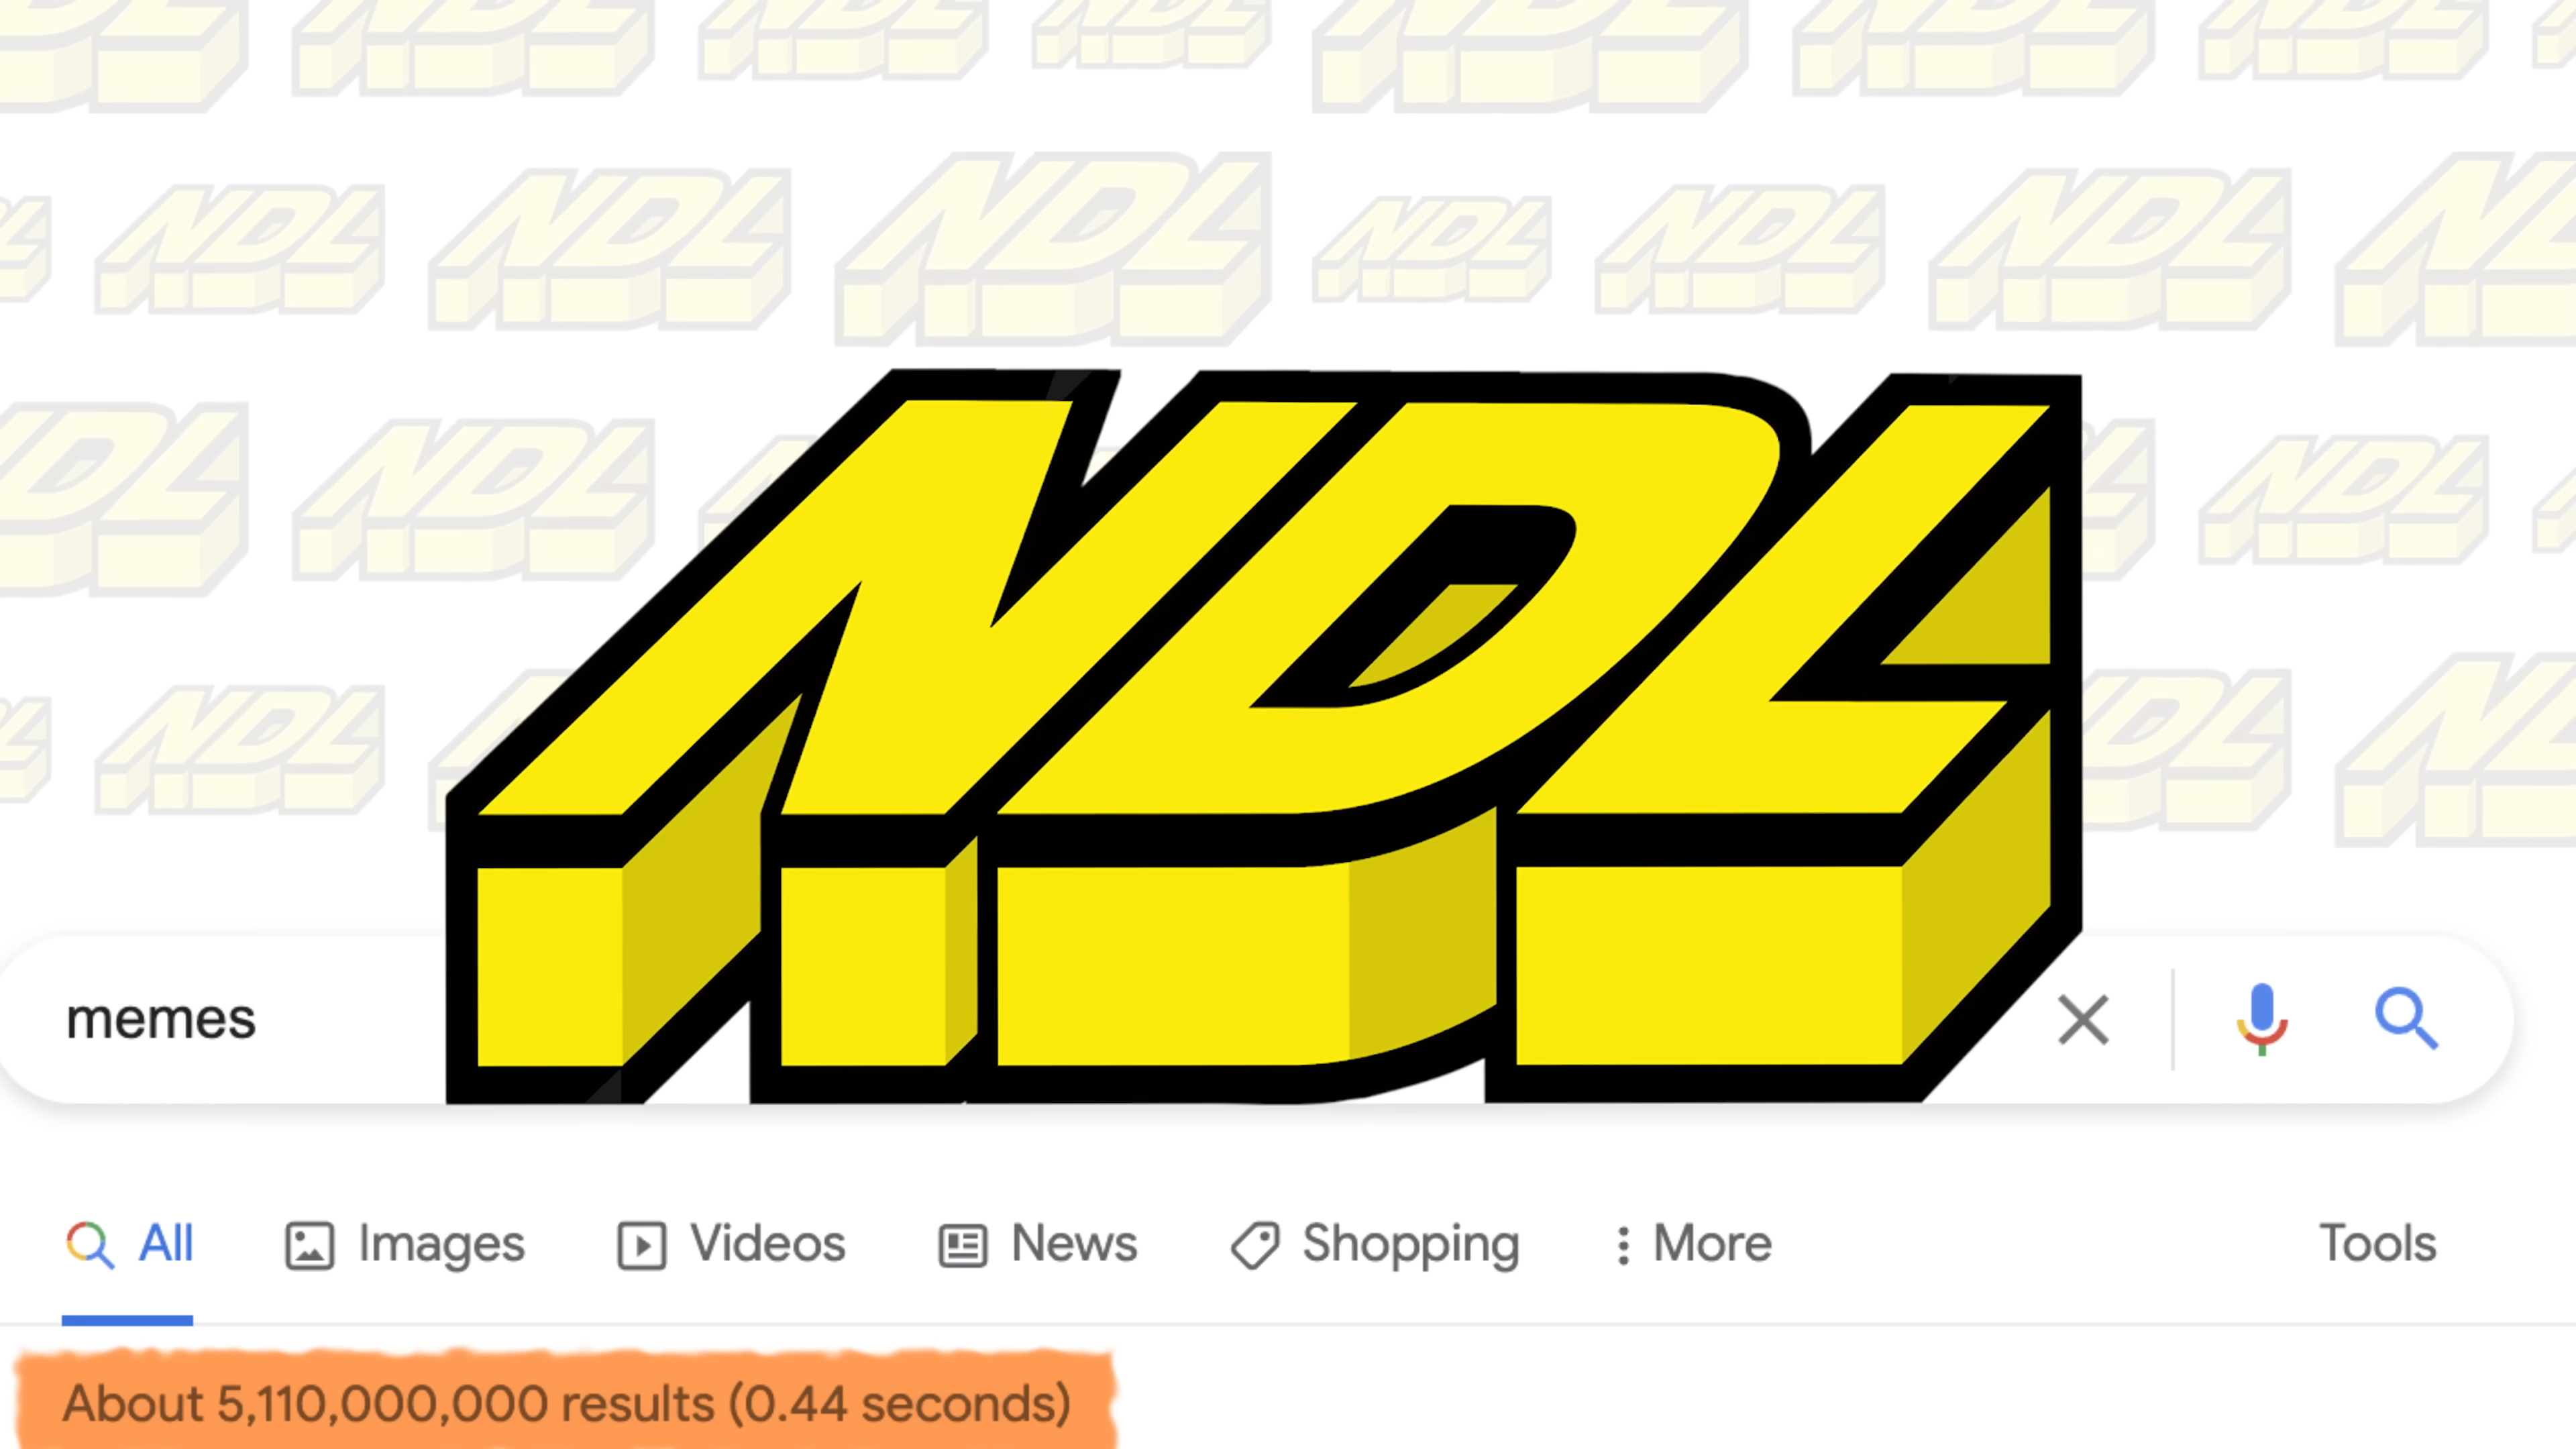 NDL
memes
All Images Videos News Shopping More Tools
About 5,110,000,000 results (0.44 seconds)